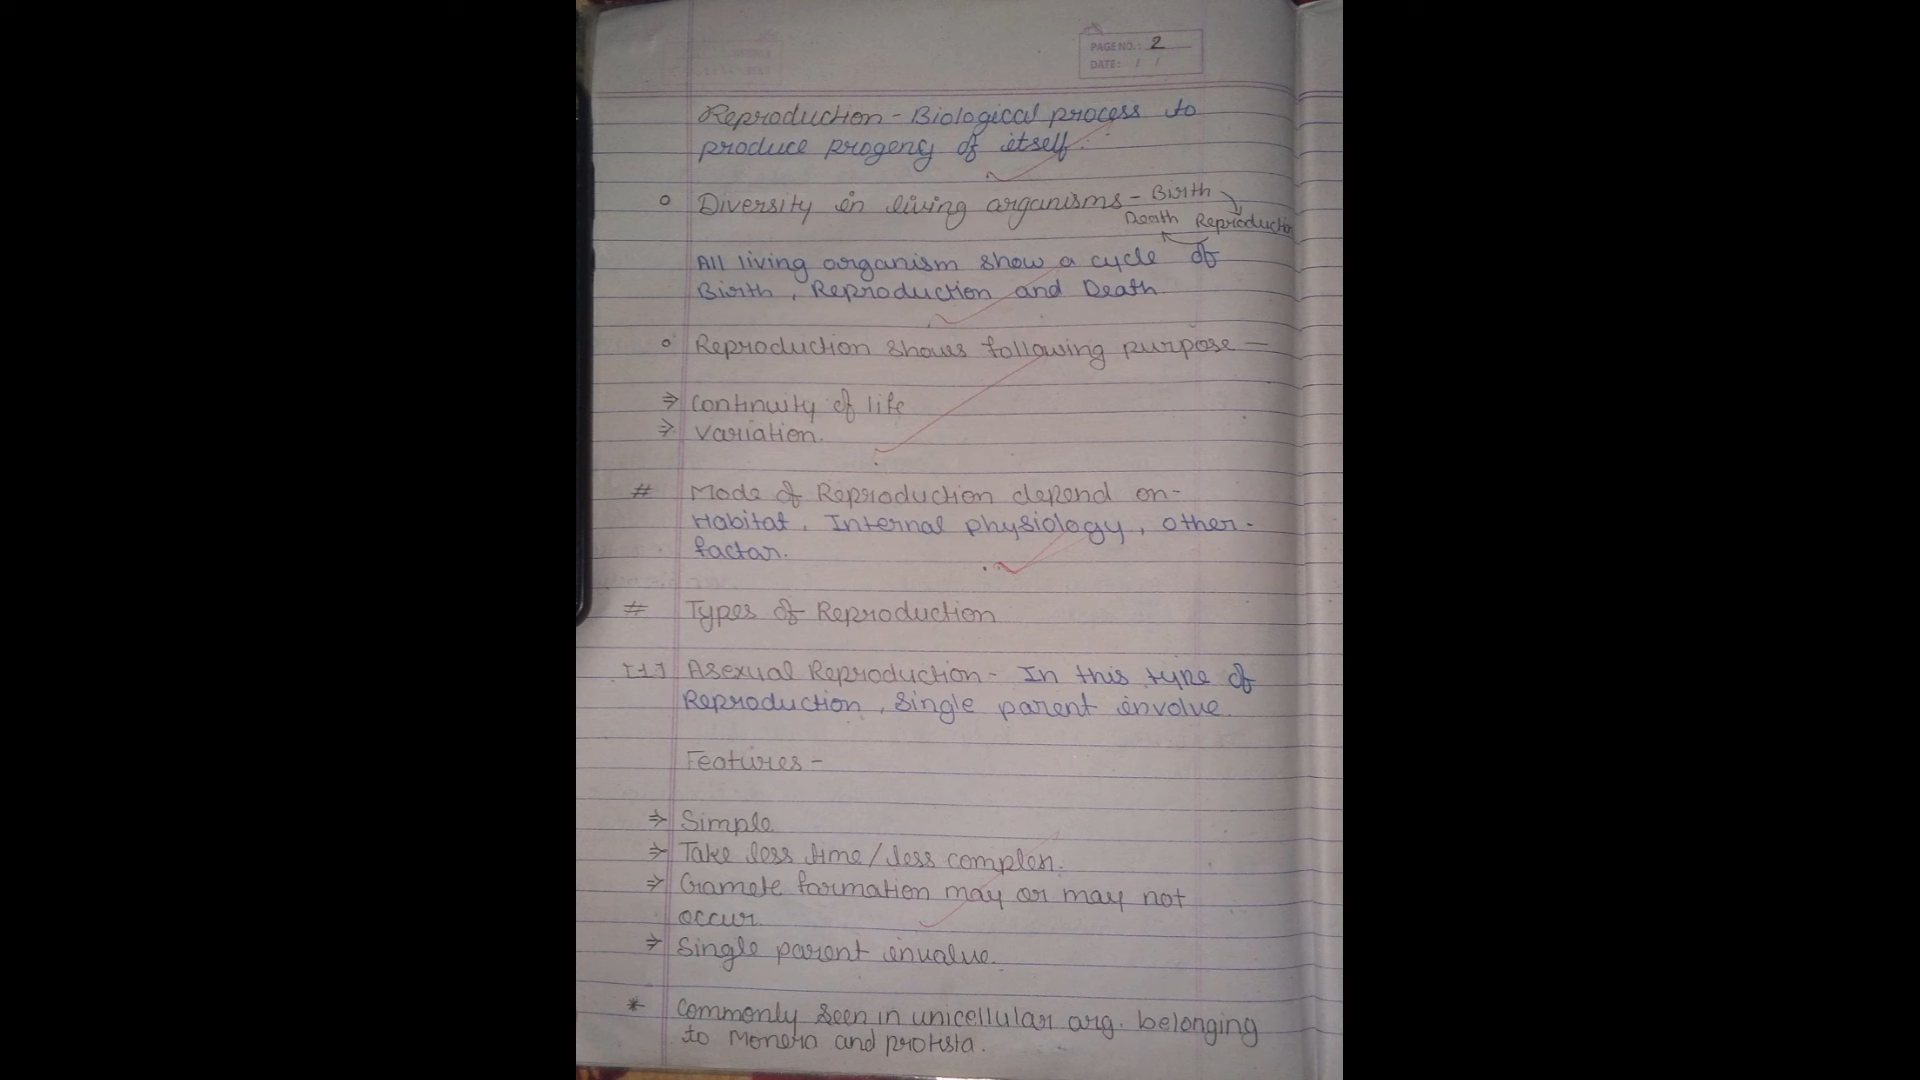 PAGE NO.: 2
DATE: / /
Reproduction - Biological process to
produce progeny of itself.
Diversity in living organisms - Birth
Death Reproduction
All living organism show a cycle of
Birth, Reproduction and Death
Reproduction shows following purpose -
⇒ Continuity of life
⇒ Variation.
# Mode of Reproduction depend on-
Habitat, Internal physiology, other-
factor.
# Types of Reproduction
[1] Asexual Reproduction - In this type of
Reproduction, Single parent involve.
Features -
⇒ Simple
⇒ Take less time/less complex.
⇒ Gamete formation may or may not
occur.
⇒ Single parent invalue.
* Commonly seen in unicellular org. belonging
to Monera and protista.